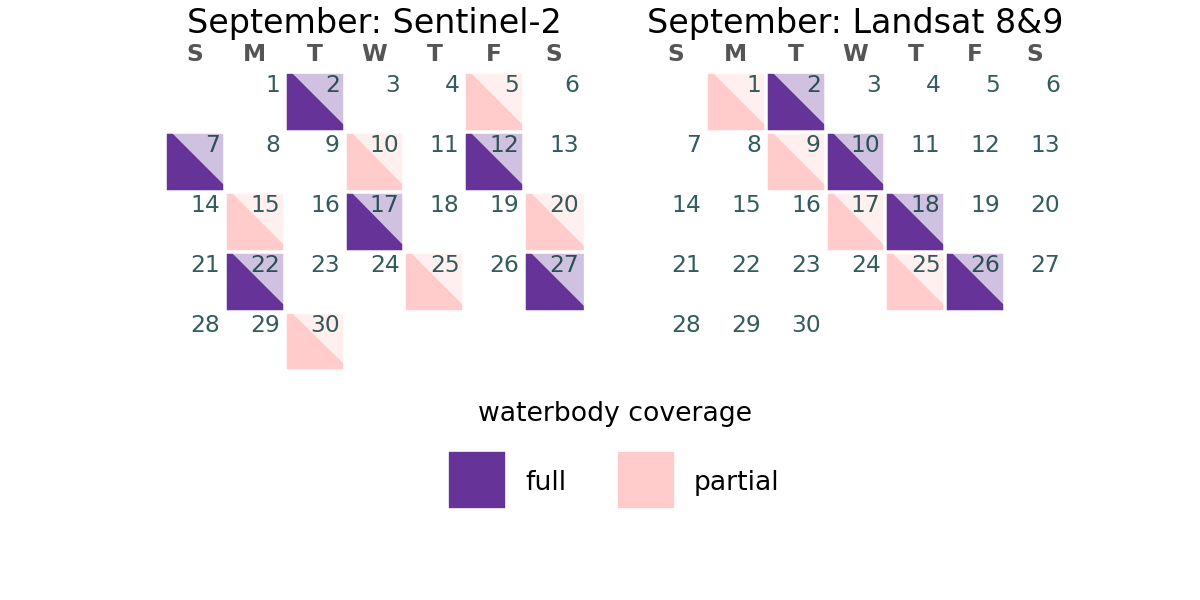 September: Sentinel-2
S M T W T F S
1 2 3 4 5 6
7 8 9 10 11 12 13
14 15 16 17 18 19 20
21 22 23 24 25 26 27
28 29 30
September: Landsat 8&9
S M T W T F S
1 2 3 4 5 6
7 8 9 10 11 12 13
14 15 16 17 18 19 20
21 22 23 24 25 26 27
28 29 30
waterbody coverage
full
partial